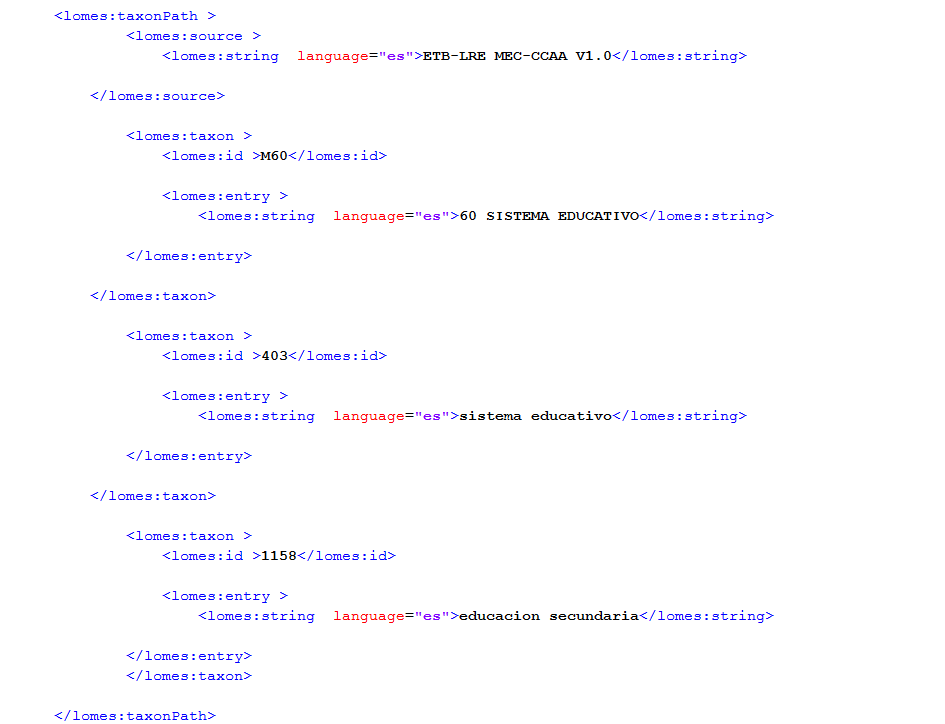 <lomes:taxonPath >
<lomes:source >
<lomes:string  language="es">ETB-LRE MEC-CCAA V1.0</lomes:string>
</lomes:source>
<lomes:taxon >
<lomes:id >M60</lomes:id>
<lomes:entry >
<lomes:string  language="es">60 SISTEMA EDUCATIVO</lomes:string>
</lomes:entry>
</lomes:taxon>
<lomes:taxon >
<lomes:id >403</lomes:id>
<lomes:entry >
<lomes:string  language="es">sistema educativo</lomes:string>
</lomes:entry>
</lomes:taxon>
<lomes:taxon >
<lomes:id >1158</lomes:id>
<lomes:entry >
<lomes:string  language="es">educacion secundaria</lomes:string>
</lomes:entry>
</lomes:taxon>
</lomes:taxonPath>